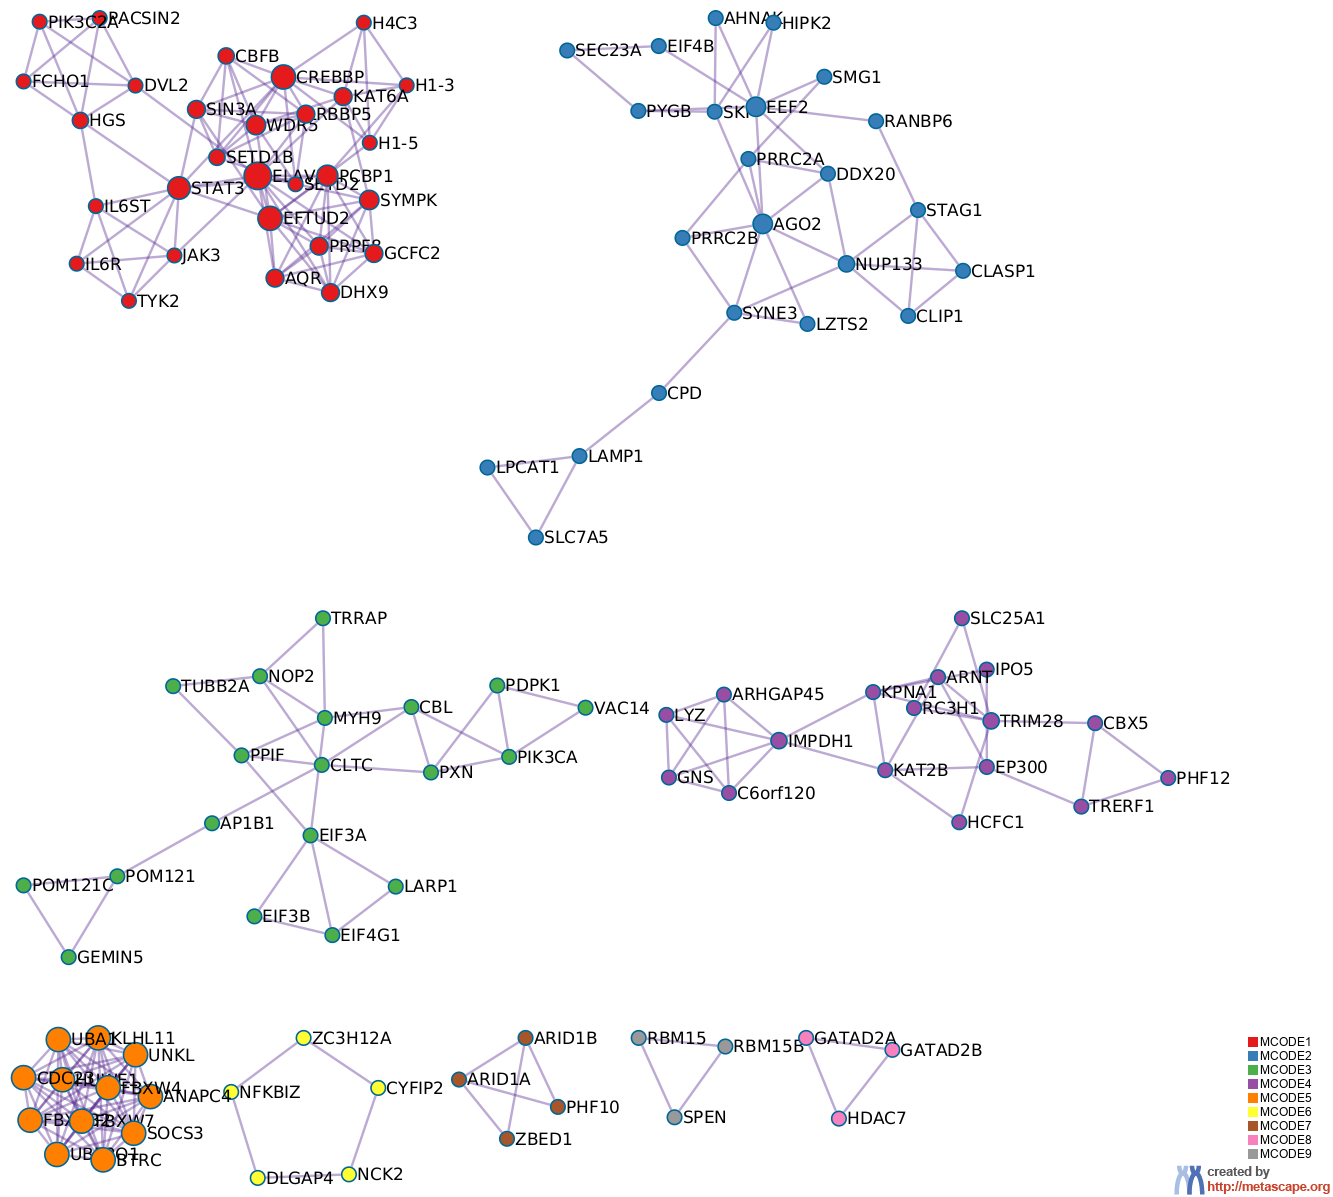 PIK3C2A
PACSIN2
H4C3
CBFB
CREBBP
FCHO1
DVL2
KAT6A
H1-3
SIN3A
RBBP5
HGS
WDR5
H1-5
SETD1B
STAT3
PCBP1
SETD2
SYMPK
IL6ST
EFTUD2
JAK3
GCFC2
IL6R
AQR
DHX9
TYK2
AHNAK
HIPK2
SEC23A
EIF4B
SMG1
PYGB
EEF2
RANBP6
PRRC2A
DDX20
STAG1
AGO2
PRRC2B
NUP133
CLASP1
SYNE3
LZTS2
CLIP1
CPD
LAMP1
LPCAT1
SLC7A5
TRRAP
NOP2
TUBB2A
PDPK1
CBL
VAC14
MYH9
PPIF
CLTC
PIK3CA
PXN
AP1B1
EIF3A
POM121
POM121C
LARP1
EIF3B
EIF4G1
GEMIN5
SLC25A1
IPO5
ARNT
KPNA1
ARHGAP45
RC3H1
LYZ
TRIM28
CBX5
IMPDH1
KAT2B
EP300
GNS
PHF12
C6orf120
TRERF1
HCFC1
UBA1
KLHL11
UNKL
CDC23
FBXW4
ANAPC4
FBXW7
SOCS3
BTRC
ZC3H12A
NFKBIZ
CYFIP2
DLGAP4
NCK2
ARID1B
ARID1A
PHF10
ZBED1
RBM15
RBM15B
SPEN
GATAD2A
GATAD2B
HDAC7
MCODE1
MCODE2
MCODE3
MCODE4
MCODE5
MCODE6
MCODE7
MCODE8
MCODE9
created by
http://metascape.org